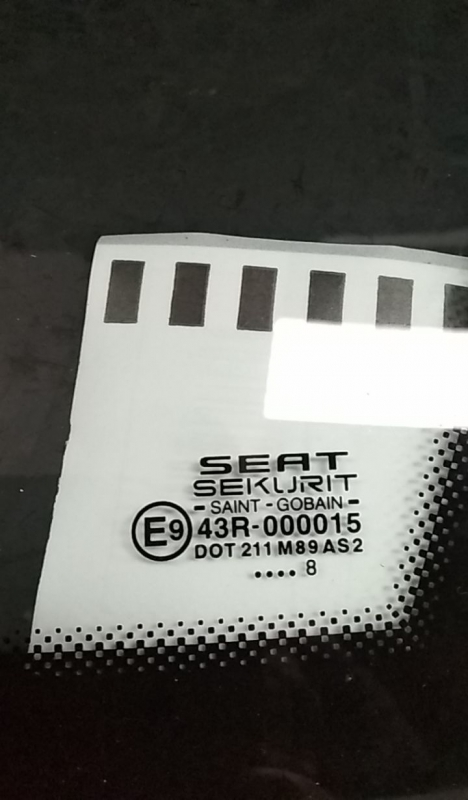 SEAT
SEKURIT
- SAINT - GOBAIN -
E9 43R-000015
DOT 211 M89 AS2
.... 8